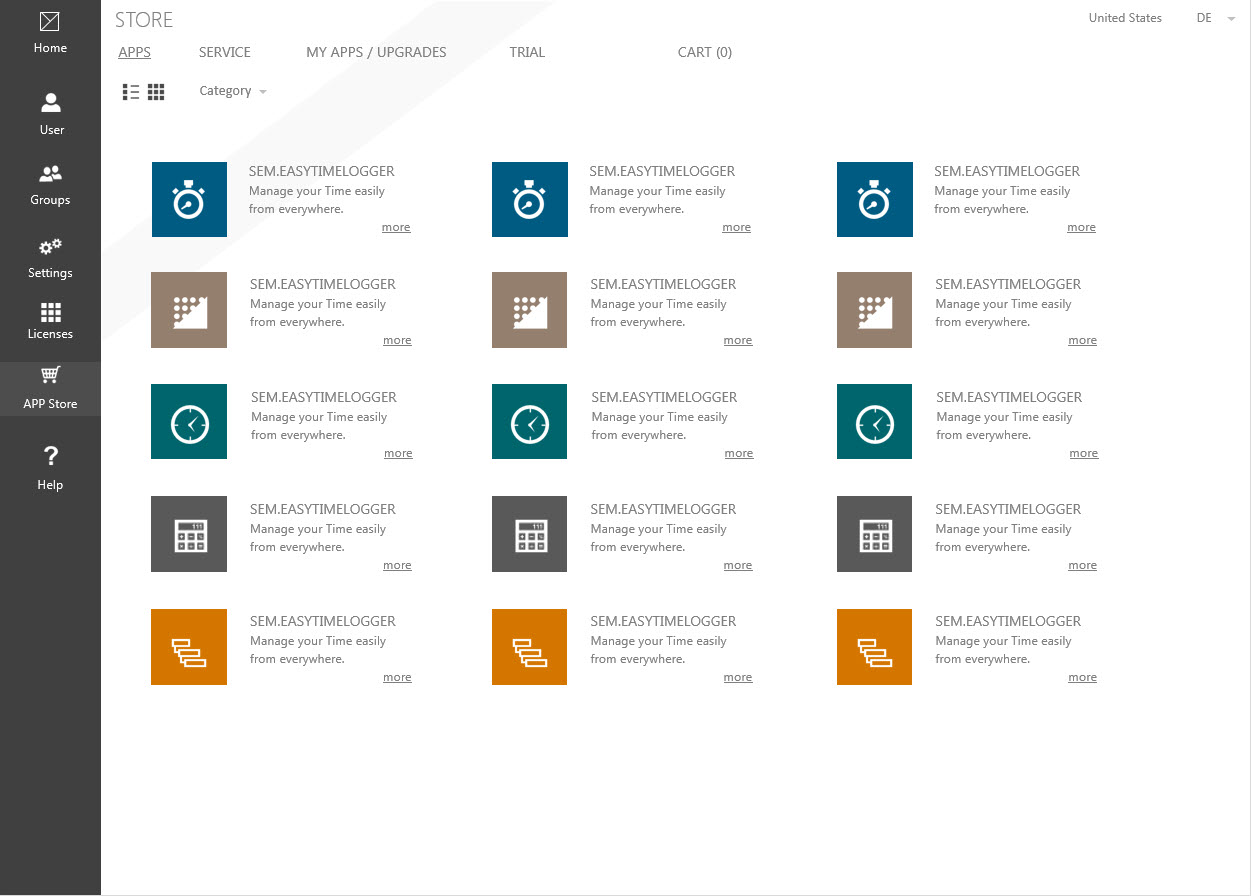 Home
User
Groups
Settings
Licenses
APP Store
?
Help
STORE
United States DE
APPS SERVICE MY APPS / UPGRADES TRIAL CART (0)
Category
SEM.EASYTIMELOGGER
Manage your Time easily
from everywhere.
more
SEM.EASYTIMELOGGER
Manage your Time easily
from everywhere.
more
SEM.EASYTIMELOGGER
Manage your Time easily
from everywhere.
more
SEM.EASYTIMELOGGER
Manage your Time easily
from everywhere.
more
SEM.EASYTIMELOGGER
Manage your Time easily
from everywhere.
more
SEM.EASYTIMELOGGER
Manage your Time easily
from everywhere.
more
SEM.EASYTIMELOGGER
Manage your Time easily
from everywhere.
more
SEM.EASYTIMELOGGER
Manage your Time easily
from everywhere.
more
SEM.EASYTIMELOGGER
Manage your Time easily
from everywhere.
more
111
SEM.EASYTIMELOGGER
Manage your Time easily
from everywhere.
more
111
SEM.EASYTIMELOGGER
Manage your Time easily
from everywhere.
more
111
SEM.EASYTIMELOGGER
Manage your Time easily
from everywhere.
more
SEM.EASYTIMELOGGER
Manage your Time easily
from everywhere.
more
SEM.EASYTIMELOGGER
Manage your Time easily
from everywhere.
more
SEM.EASYTIMELOGGER
Manage your Time easily
from everywhere.
more